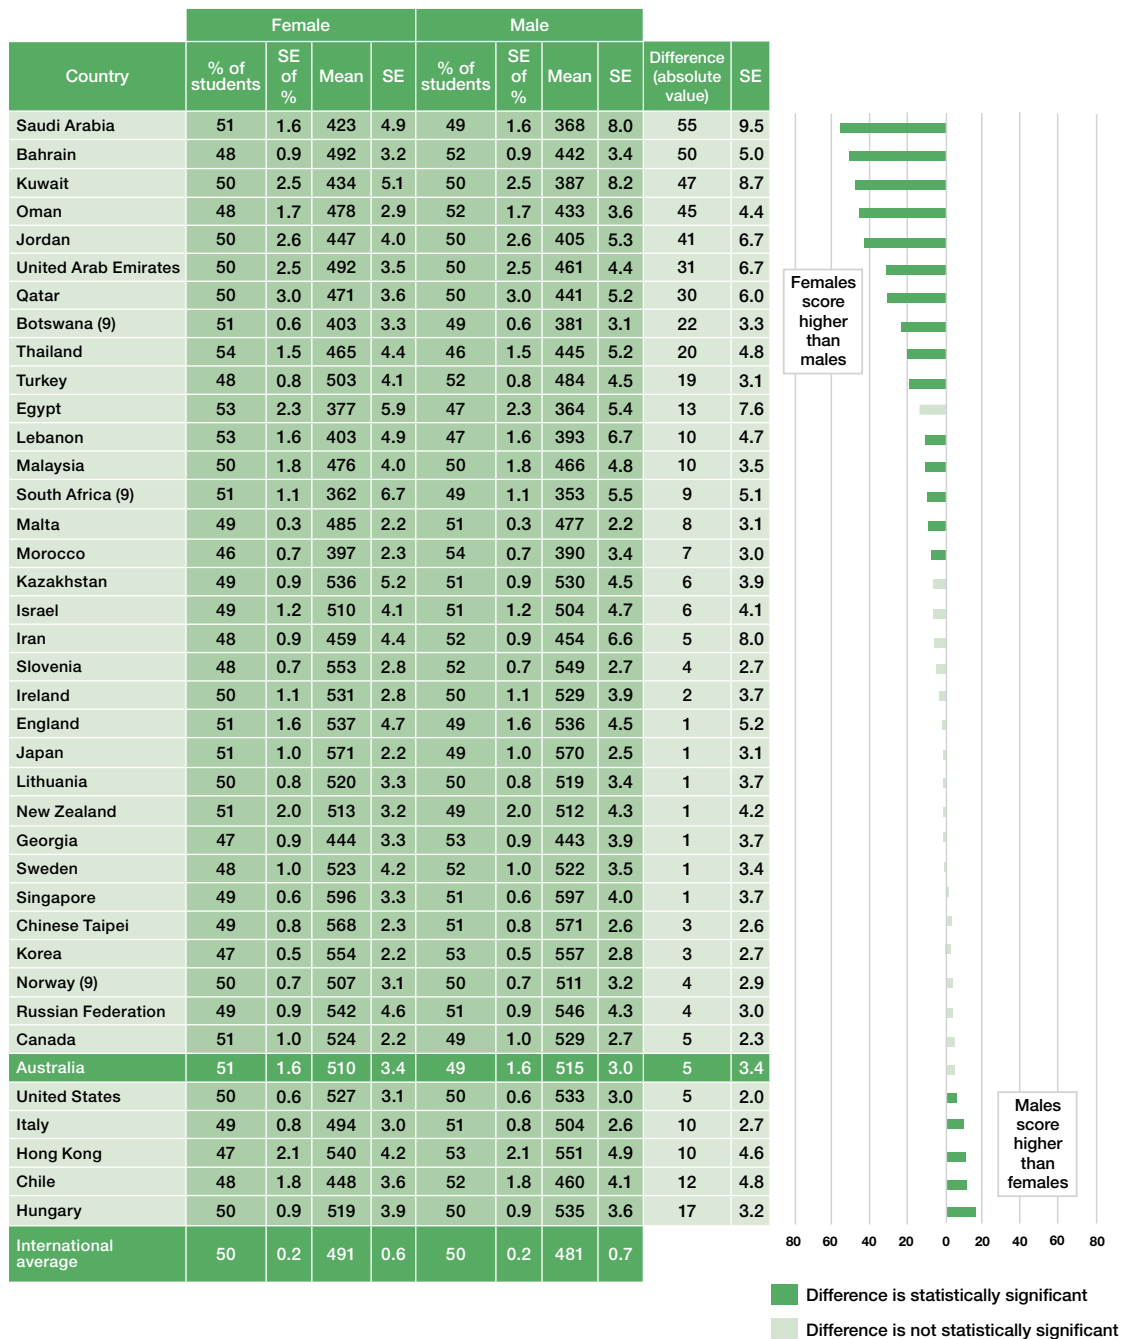 Female Male
Country % of students SE of % Mean SE % of students SE of % Mean SE Difference (absolute value) SE
Saudi Arabia 51 1.6 423 4.9 49 1.6 368 8.0 55 9.5
Bahrain 48 0.9 492 3.2 52 0.9 442 3.4 50 5.0
Kuwait 50 2.5 434 5.1 50 2.5 387 8.2 47 8.7
Oman 48 1.7 478 2.9 52 1.7 433 3.6 45 4.4
Jordan 50 2.6 447 4.0 50 2.6 405 5.3 41 6.7
United Arab Emirates 50 2.5 492 3.5 50 2.5 461 4.4 31 6.7
Qatar 50 3.0 471 3.6 50 3.0 441 5.2 30 6.0
Botswana (9) 51 0.6 403 3.3 49 0.6 381 3.1 22 3.3
Thailand 54 1.5 465 4.4 46 1.5 445 5.2 20 4.8
Turkey 48 0.8 503 4.1 52 0.8 484 4.5 19 3.1
Egypt 53 2.3 377 5.9 47 2.3 364 5.4 13 7.6
Lebanon 53 1.6 403 4.9 47 1.6 393 6.7 10 4.7
Malaysia 50 1.8 476 4.0 50 1.8 466 4.8 10 3.5
South Africa (9) 51 1.1 362 6.7 49 1.1 353 5.5 9 5.1
Malta 49 0.3 485 2.2 51 0.3 477 2.2 8 3.1
Morocco 46 0.7 397 2.3 54 0.7 390 3.4 7 3.0
Kazakhstan 49 0.9 536 5.2 51 0.9 530 4.5 6 3.9
Israel 49 1.2 510 4.1 51 1.2 504 4.7 6 4.1
Iran 48 0.9 459 4.4 52 0.9 454 6.6 5 8.0
Slovenia 48 0.7 553 2.8 52 0.7 549 2.7 4 2.7
Ireland 50 1.1 531 2.8 50 1.1 529 3.9 2 3.7
England 51 1.6 537 4.7 49 1.6 536 4.5 1 5.2
Japan 51 1.0 571 2.2 49 1.0 570 2.5 1 3.1
Lithuania 50 0.8 520 3.3 50 0.8 519 3.4 1 3.7
New Zealand 51 2.0 513 3.2 49 2.0 512 4.3 1 4.2
Georgia 47 0.9 444 3.3 53 0.9 443 3.9 1 3.7
Sweden 48 1.0 523 4.2 52 1.0 522 3.5 1 3.4
Singapore 49 0.6 596 3.3 51 0.6 597 4.0 1 3.7
Chinese Taipei 49 0.8 568 2.3 51 0.8 571 2.6 3 2.6
Korea 47 0.5 554 2.2 53 0.5 557 2.8 3 2.7
Norway (9) 50 0.7 507 3.1 50 0.7 511 3.2 4 2.9
Russian Federation 49 0.9 542 4.6 51 0.9 546 4.3 4 3.0
Canada 51 1.0 524 2.2 49 1.0 529 2.7 5 2.3
Australia 51 1.6 510 3.4 49 1.6 515 3.0 5 3.4
United States 50 0.6 527 3.1 50 0.6 533 3.0 5 2.0
Italy 49 0.8 494 3.0 51 0.8 504 2.6 10 2.7
Hong Kong 47 2.1 540 4.2 53 2.1 551 4.9 10 4.6
Chile 48 1.8 448 3.6 52 1.8 460 4.1 12 4.8
Hungary 50 0.9 519 3.9 50 0.9 535 3.6 17 3.2
International average 50 0.2 491 0.6 50 0.2 481 0.7
Females
score
higher
than
males
Males
score
higher
than
females
80 60 40 20 0 20 40 60 80
Difference is statistically significant
Difference is not statistically significant